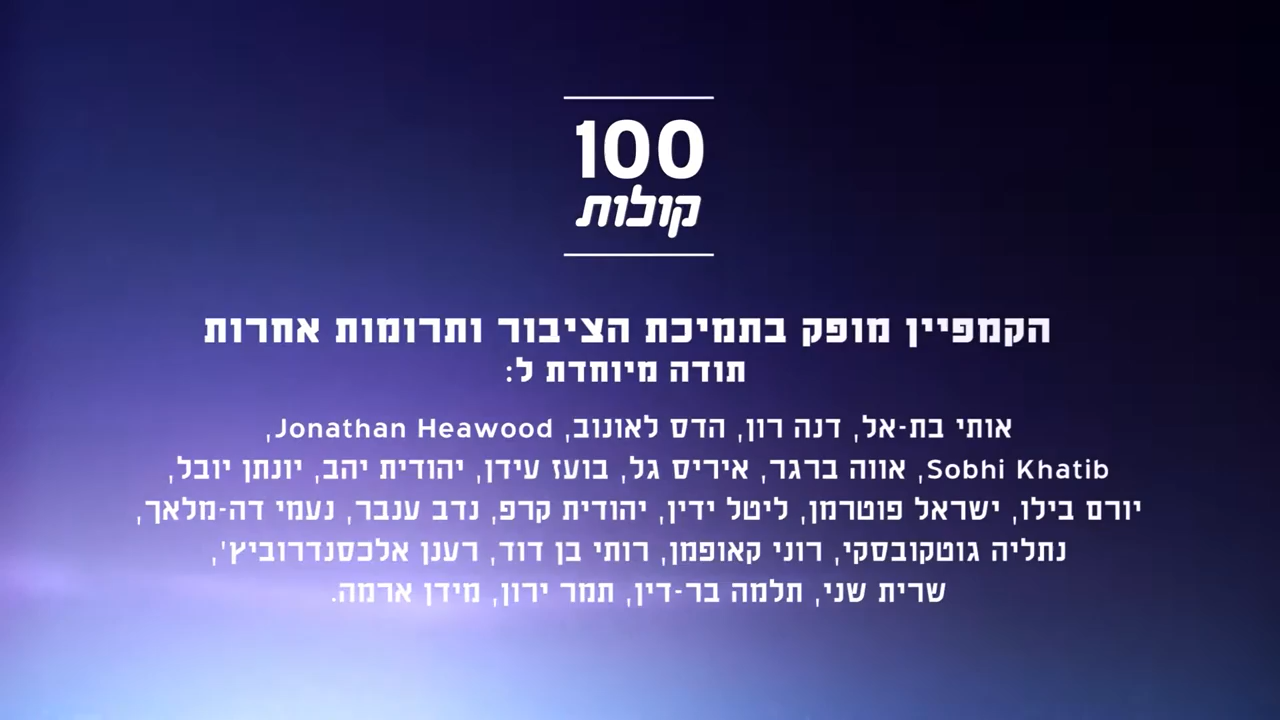 100
קולות
הקמפיין מופק בתמיכת הציבור ותרומות אחרות
תודה מיוחדת ל:
אותי בת-אל, דנה רון, הדס לאונוב, Jonathan Heawood,
Sobhi Khatib, אווה ברגר, איריס גל, בועז עידן, יהודית יהב, יונתן יובל,
יורם בילו, ישראל פוטרמן, ליטל ידין, יהודית קרפ, נדב ענבר, נעמי דה-מלאך,
נתליה גוטקובסקי, רוני קאופמן, רותי בן דוד, רענן אלכסנדרוביץ',
שרית שני, תלמה בר-דין, תמר ירון, מידן ארמה.